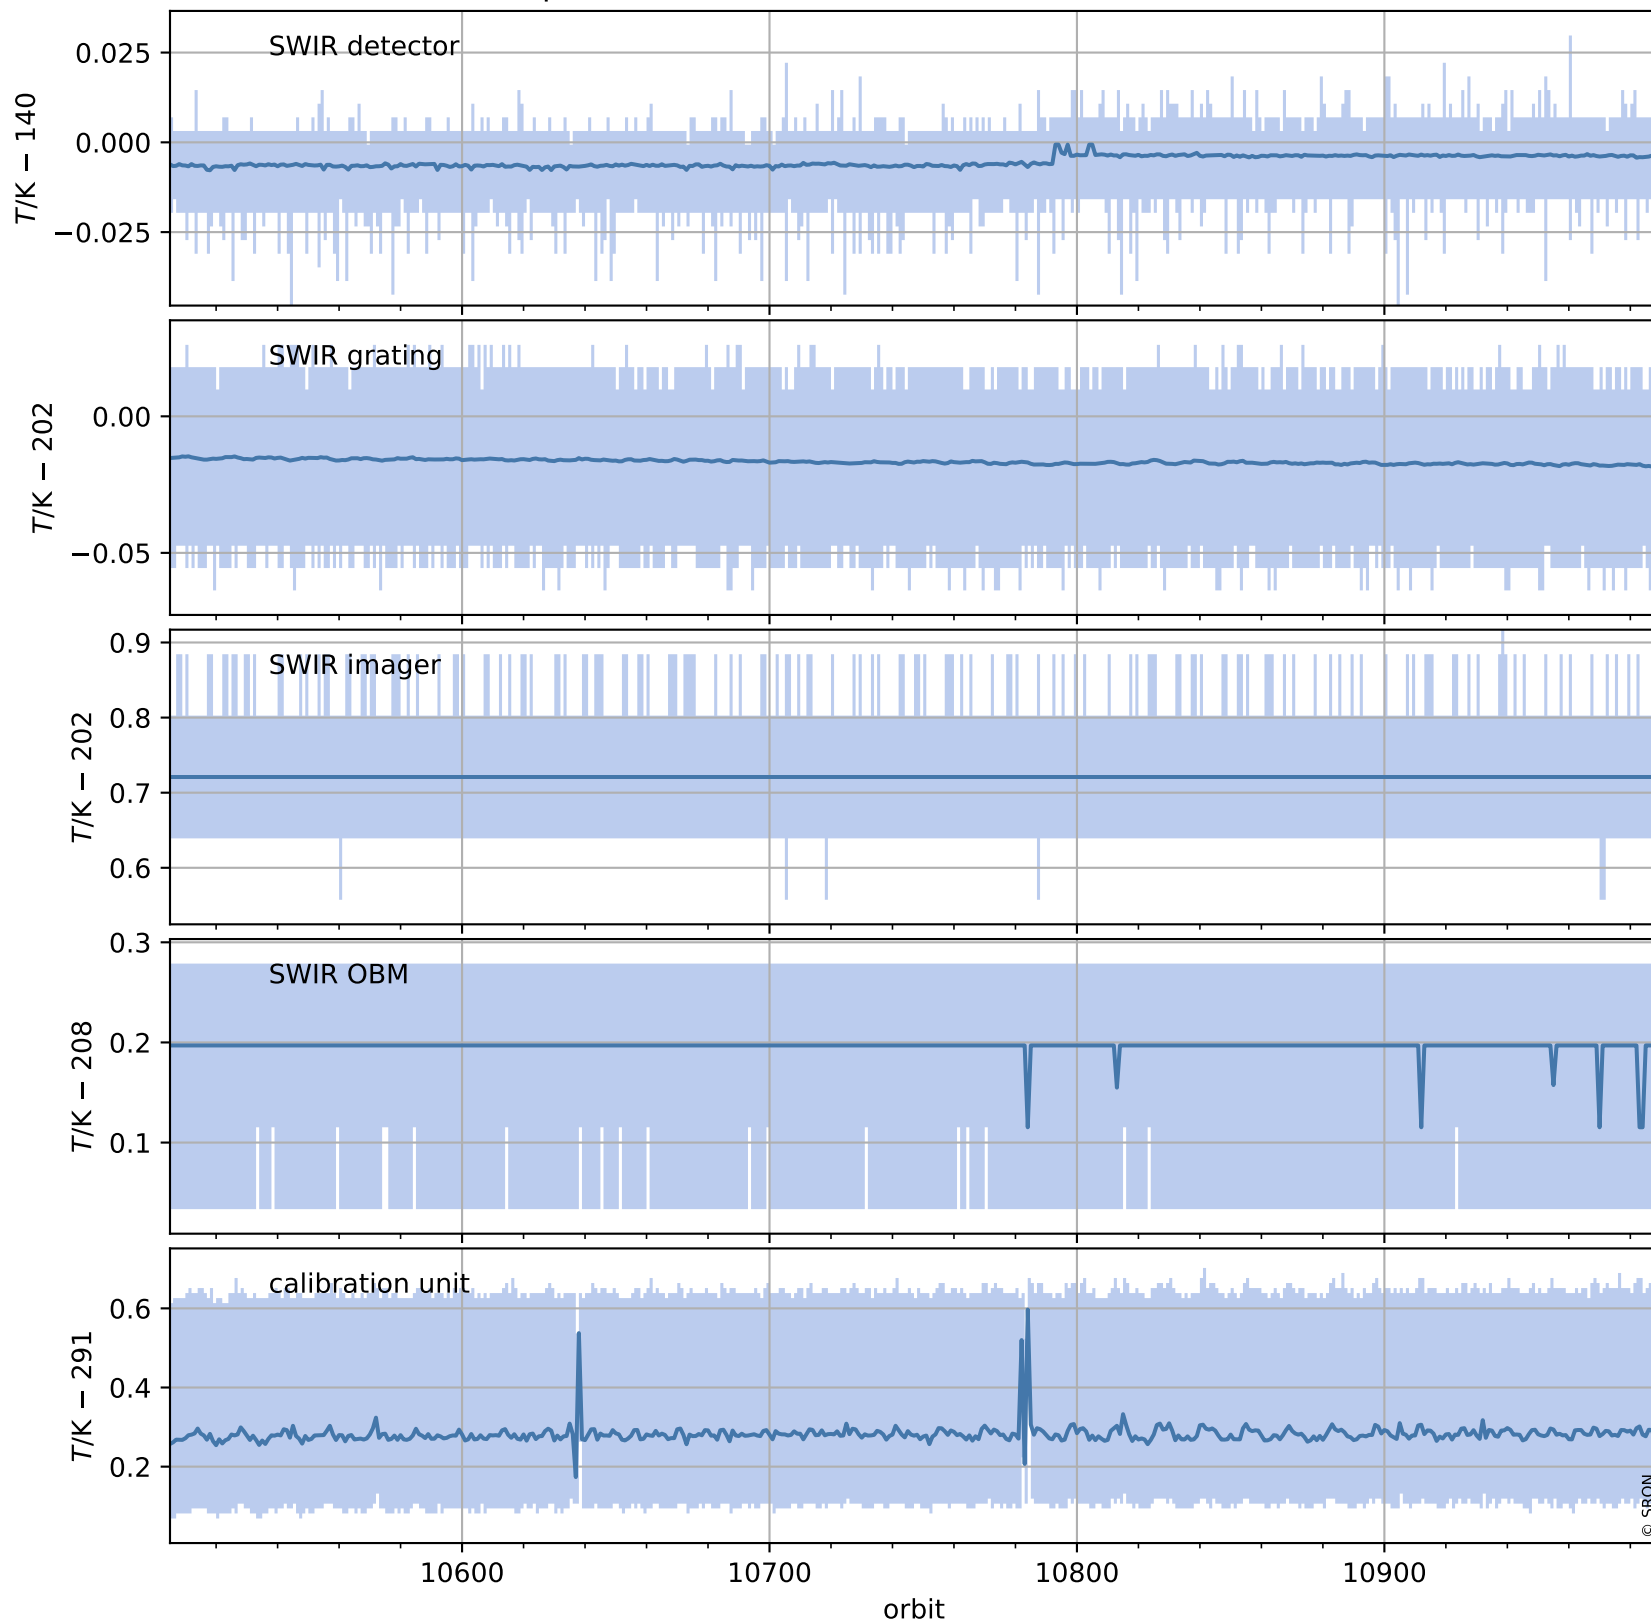 SWIR detector
T/K − 140
0.025
0.000
−0.025
SWIR grating
T/K − 202
0.00
−0.05
SWIR imager
T/K − 202
0.9
0.8
0.7
0.6
SWIR OBM
T/K − 208
0.3
0.2
0.1
calibration unit
T/K − 291
0.6
0.4
0.2
10600
10700
10800
10900
orbit
© SRON